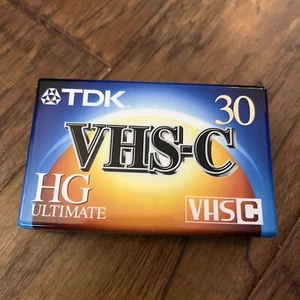 TDK
30
VHS-C
HG
ULTIMATE
VHS C